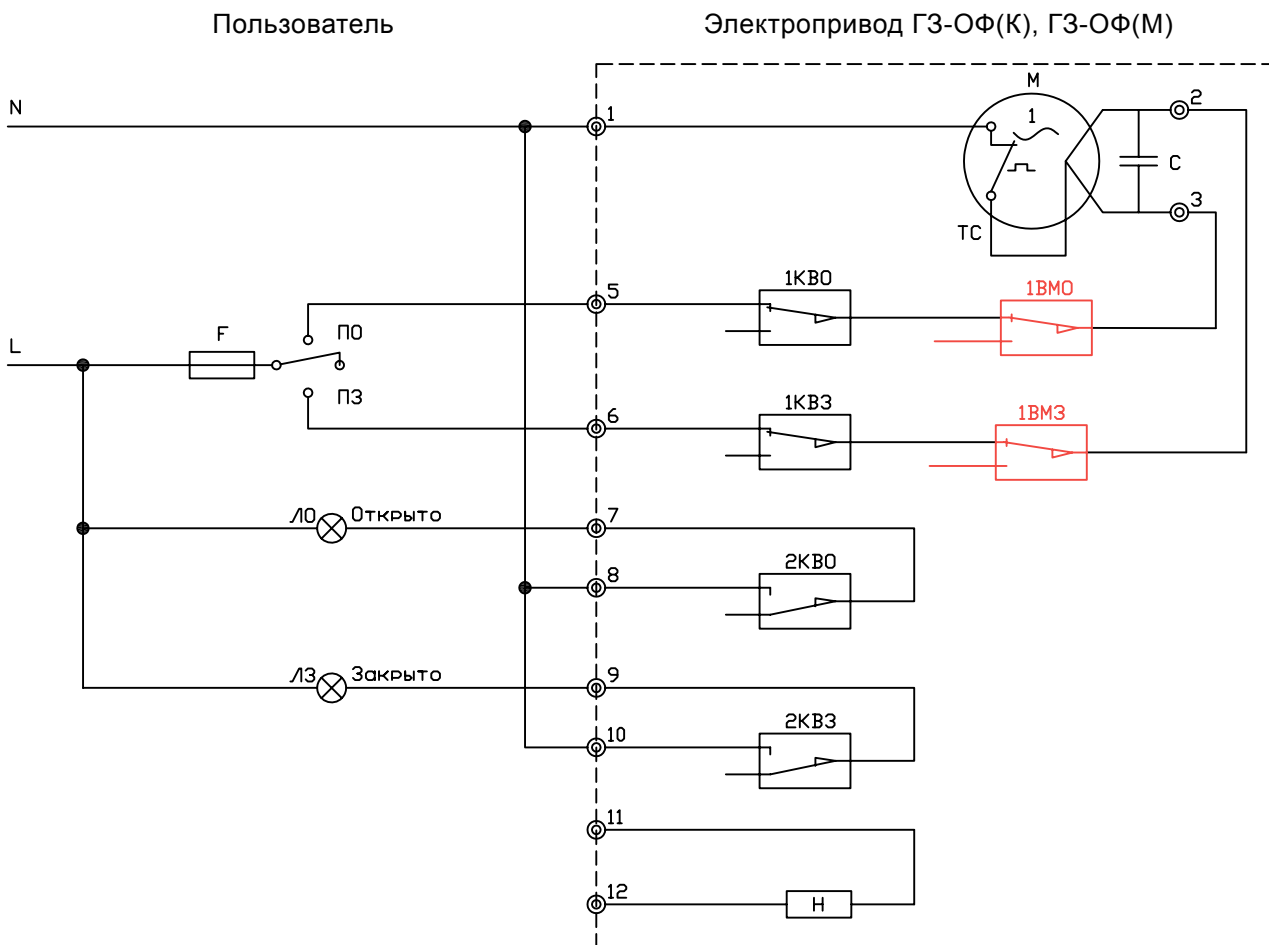 Пользователь
Электропривод ГЗ-ОФ(К), ГЗ-ОФ(М)
N
1
М
1
2
C
3
ТС
5
1КВО
1ВМО
L
F
ПО
ПЗ
6
1КВЗ
1ВМЗ
ЛО
Открыто
7
8
2КВО
ЛЗ
Закрыто
9
10
2КВЗ
11
12
Н